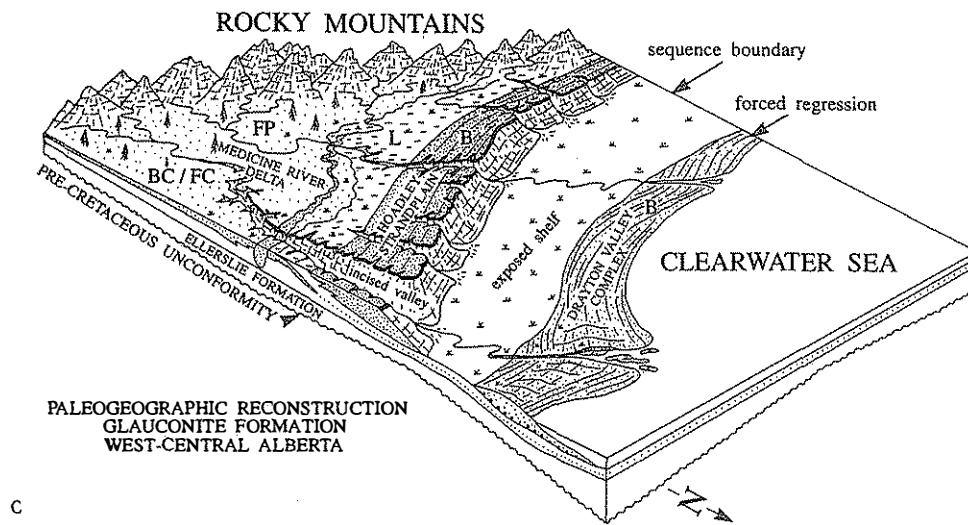 ROCKY MOUNTAINS
sequence boundary
forced regression
FP
L
B
MEDICINE RIVER
DELTA
BC / FC
HOADLEY
STRANDPLAIN
incised valley
exposed shelf
B
DRAYTON VALLEY
COMPLEX
CLEARWATER SEA
ELLERSLIE FORMATION
PRE-CRETACEOUS UNCONFORMITY
PALEOGEOGRAPHIC RECONSTRUCTION
GLAUCONITE FORMATION
WEST-CENTRAL ALBERTA
C
N